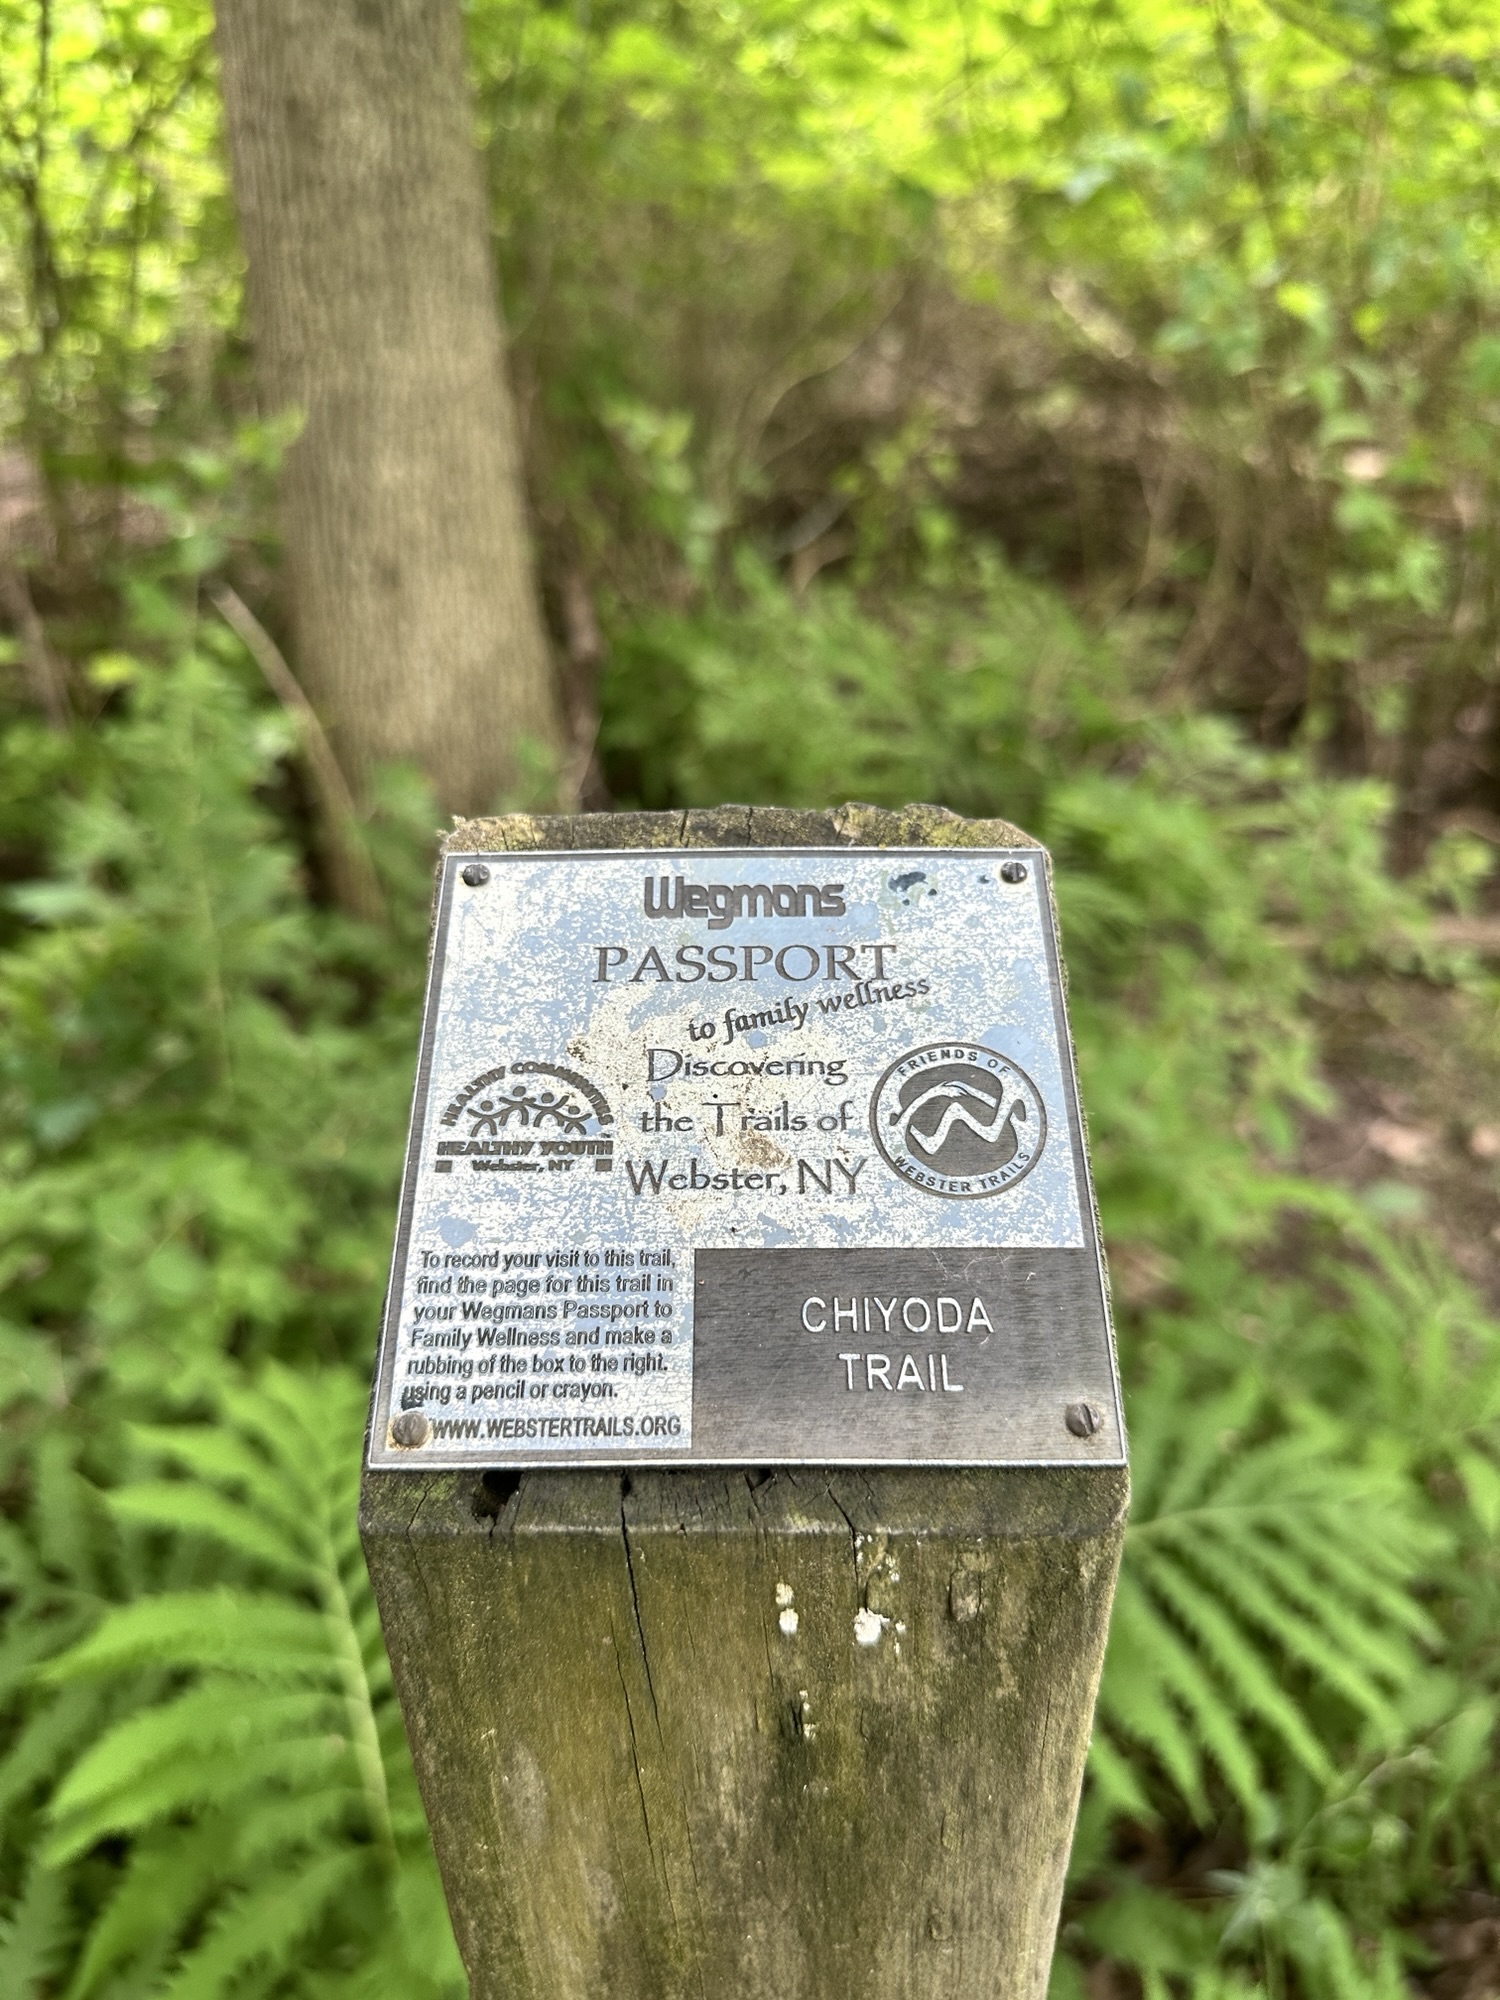 Wegmans
PASSPORT
to family wellness
Discovering
the Trails of
Webster, NY
HEALTHY COMMUNITIES
HEALTHY YOUTH
Webster, NY
FRIENDS OF
WEBSTER TRAILS
To record your visit to this trail,
find the page for this trail in
your Wegmans Passport to
Family Wellness and make a
rubbing of the box to the right.
using a pencil or crayon.
WWW.WEBSTERTRAILS.ORG
CHIYODA
TRAIL